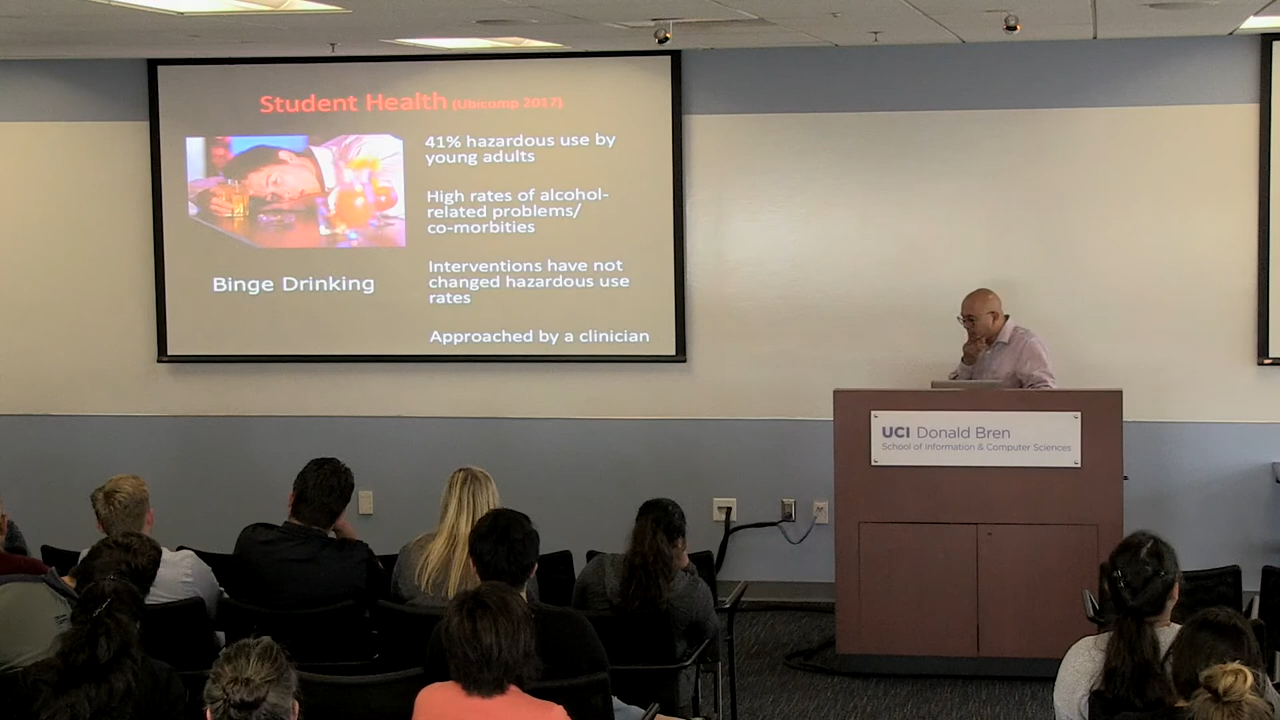 Student Health (Ubicomp 2017)
41% hazardous use by
young adults
High rates of alcohol-
related problems/
co-morbities
Interventions have not
changed hazardous use
rates
Approached by a clinician
Binge Drinking
UCI Donald Bren
School of Information & Computer Sciences